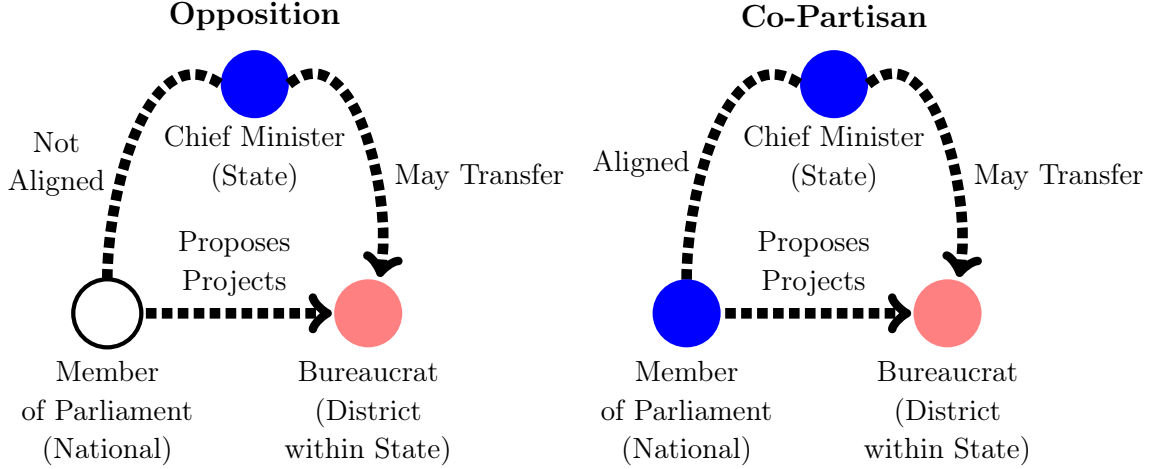 Opposition
Not
Aligned
Chief Minister
(State)
May Transfer
Proposes
Projects
Member
of Parliament
(National)
Bureaucrat
(District
within State)
Co-Partisan
Aligned
Chief Minister
(State)
May Transfer
Proposes
Projects
Member
of Parliament
(National)
Bureaucrat
(District
within State)